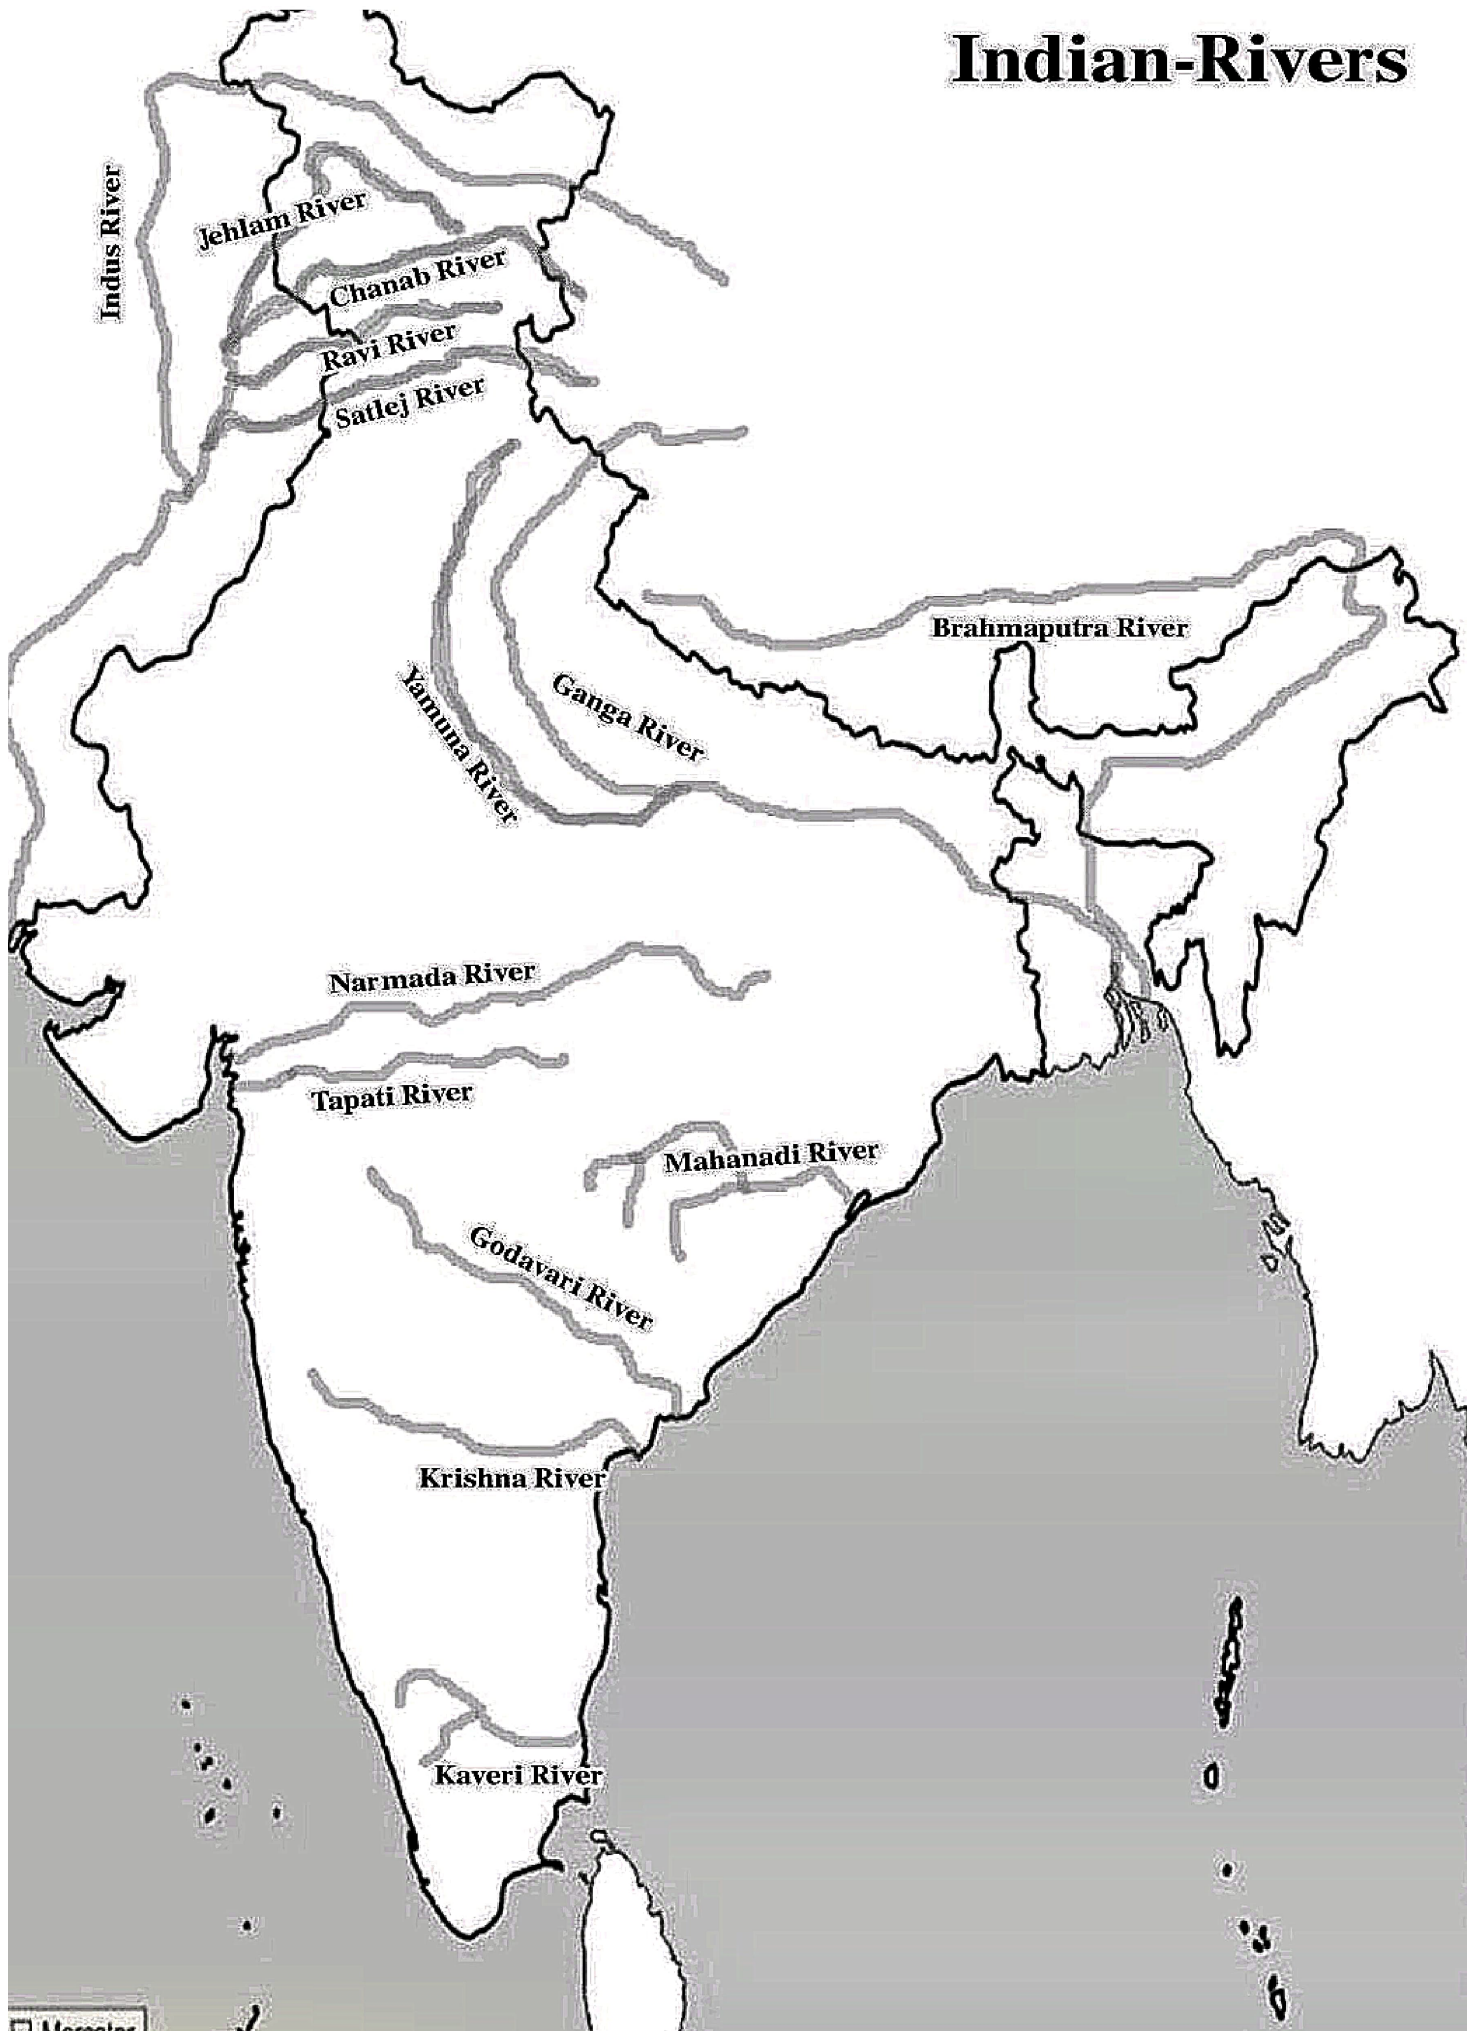 Indian-Rivers
Indus River
Jehlam River
Chanab River
Ravi River
Satlej River
Brahmaputra River
Yamuna River
Ganga River
Narmada River
Tapati River
Mahanadi River
Godavari River
Krishna River
Kaveri River